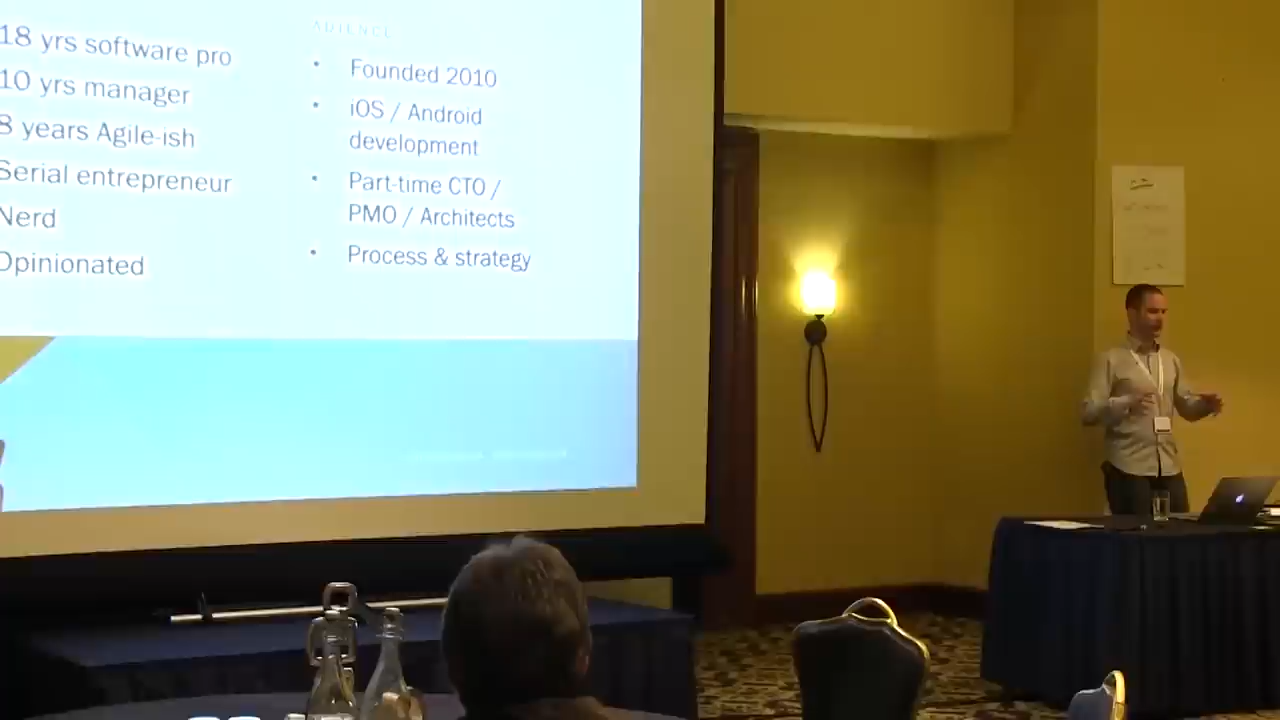 18 yrs software pro
10 yrs manager
8 years Agile-ish
Serial entrepreneur
Nerd
Opinionated
ADIENCE
• Founded 2010
• iOS / Android
development
• Part-time CTO /
PMO / Architects
• Process & strategy